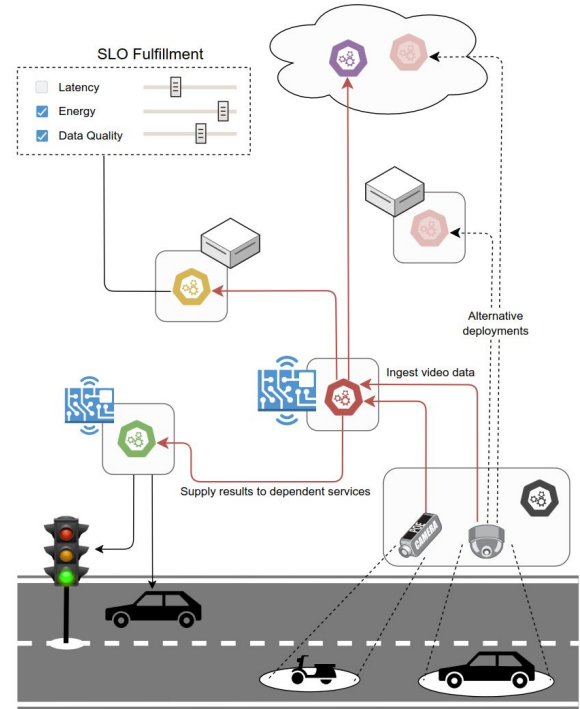 SLO Fulfillment
Latency
Energy
Data Quality
Alternative
deployments
Ingest video data
Supply results to dependent services
CAMERA